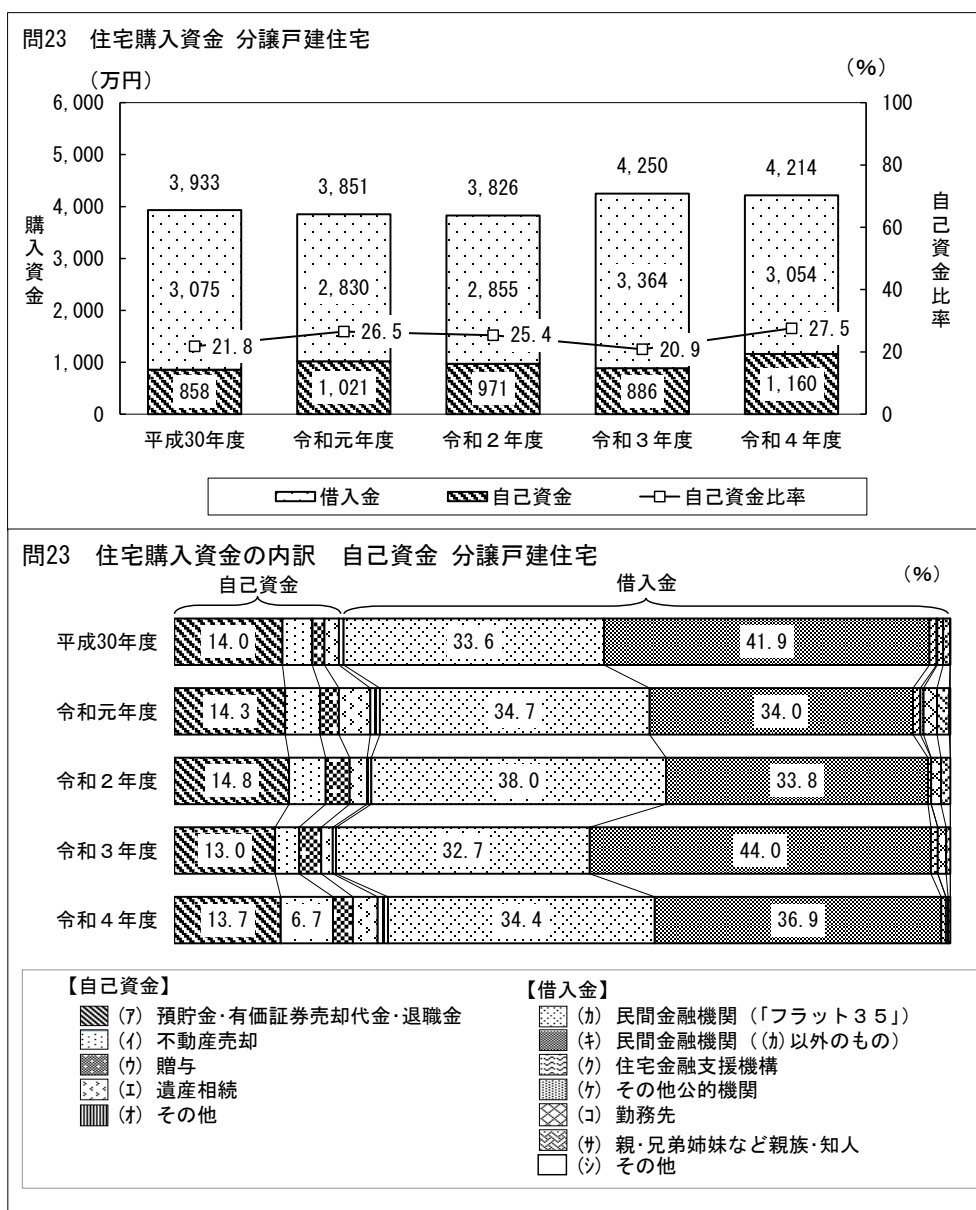 問23　住宅購入資金 分譲戸建住宅
（万円）
（%）
6,000
5,000
4,000
3,000
2,000
1,000
0
購入資金
3,933
3,851
3,826
4,250
4,214
3,075
2,830
2,855
3,364
3,054
21.8
26.5
25.4
20.9
27.5
858
1,021
971
886
1,160
100
80
60
40
20
0
自己資金比率
平成30年度
令和元年度
令和２年度
令和３年度
令和４年度
借入金
自己資金
自己資金比率
問23　住宅購入資金の内訳　自己資金 分譲戸建住宅
自己資金
借入金
（%）
平成30年度 14.0 33.6 41.9
令和元年度 14.3 34.7 34.0
令和２年度 14.8 38.0 33.8
令和３年度 13.0 32.7 44.0
令和４年度 13.7 6.7 34.4 36.9
【自己資金】
(ｱ) 預貯金･有価証券売却代金･退職金
(ｲ) 不動産売却
(ｳ) 贈与
(ｴ) 遺産相続
(ｵ) その他
【借入金】
(ｶ) 民間金融機関（｢フラット３５｣）
(ｷ) 民間金融機関（(ｶ)以外のもの）
(ｸ) 住宅金融支援機構
(ｹ) その他公的機関
(ｺ) 勤務先
(ｻ) 親･兄弟姉妹など親族･知人
(ｼ) その他